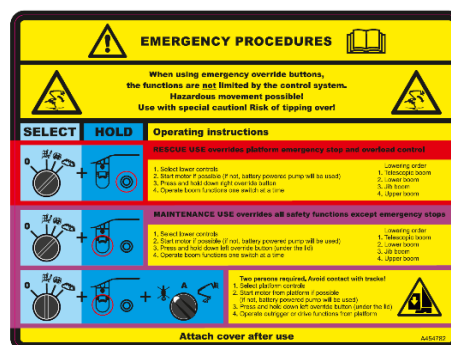 EMERGENCY PROCEDURES
When using emergency override buttons,
the functions are not limited by the control system.
Hazardous movement possible!
Use with special caution! Risk of tipping over!
SELECT HOLD Operating instructions
RESCUE USE overrides platform emergency stop and overload control
1. Select lower controls
2. Start motor if possible (if not, battery powered pump will be used)
3. Press and hold down right override button
4. Operate boom functions one switch at a time
Lowering order
1. Telescopic boom
2. Lower boom
3. Jib boom
4. Upper boom
MAINTENANCE USE overrides all safety functions except emergency stops
1. Select lower controls
2. Start motor if possible (if not, battery powered pump will be used)
3. Press and hold left override button (under the lid)
4. Operate boom functions one switch at a time
Lowering order
1. Telescopic boom
2. Lower boom
3. Jib boom
4. Upper boom
Two persons required, Avoid contact with tracks!
1. Select platform controls
2. Start motor from platform if possible
(if not, battery powered pump will be used)
3. Press and hold down left override button (under the lid)
4. Operate outrigger or drive functions from platform
Attach cover after use
A454782